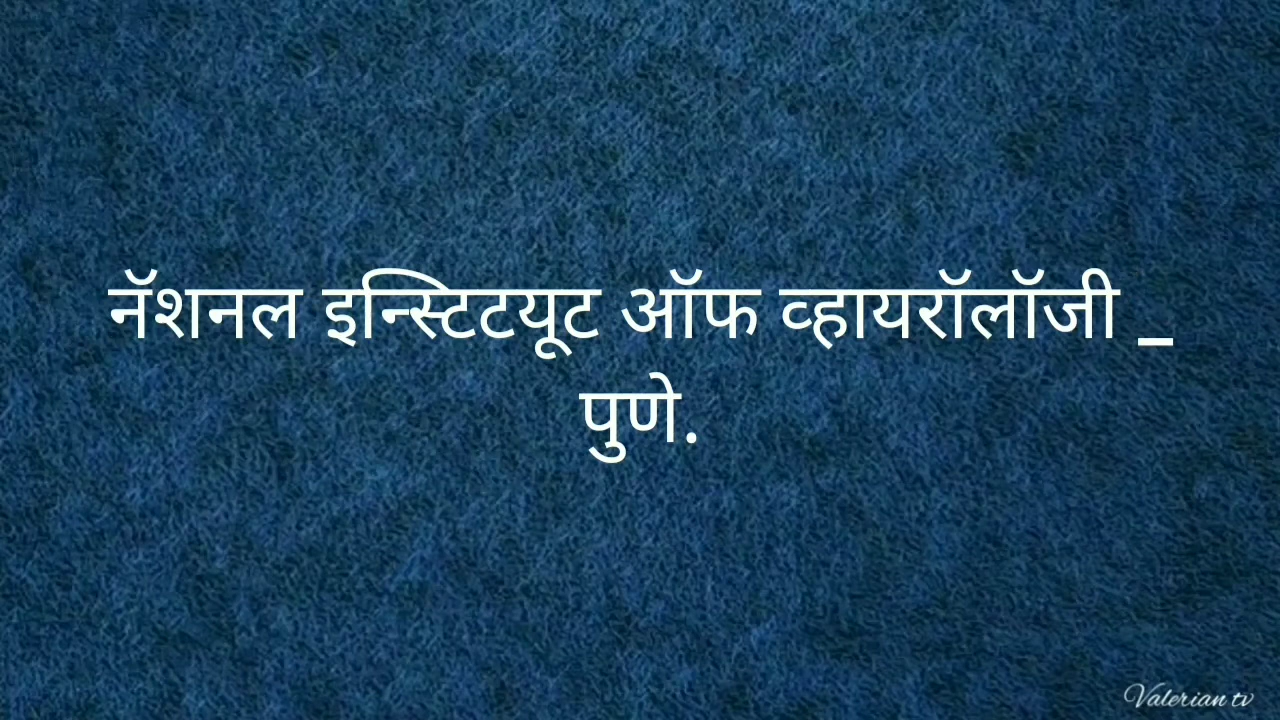 नॅशनल इन्स्टिटयूट ऑफ व्हायरॉलॉजी _
पुणे.
Valerian tv